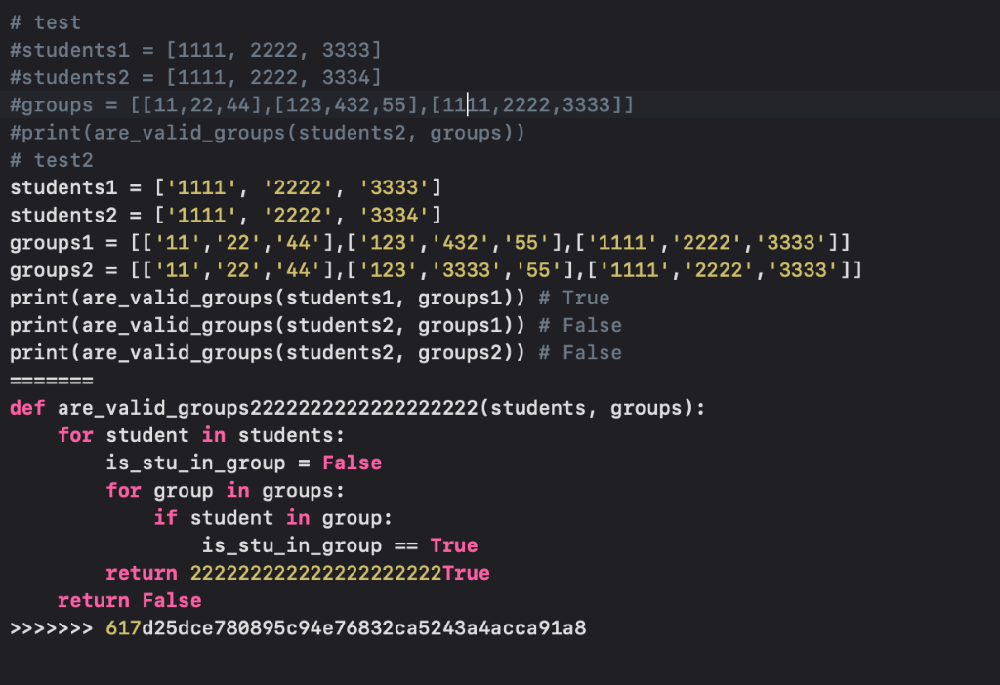 # test
#students1 = [1111, 2222, 3333]
#students2 = [1111, 2222, 3334]
#groups = [[11,22,44],[123,432,55],[1111,2222,3333]]
#print(are_valid_groups(students2, groups))
# test2
students1 = ['1111', '2222', '3333']
students2 = ['1111', '2222', '3334']
groups1 = [['11','22','44'],['123','432','55'],['1111','2222','3333']]
groups2 = [['11','22','44'],['123','3333','55'],['1111','2222','3333']]
print(are_valid_groups(students1, groups1)) # True
print(are_valid_groups(students2, groups1)) # False
print(are_valid_groups(students2, groups2)) # False
=======
def are_valid_groups2222222222222222222(students, groups):
    for student in students:
        is_stu_in_group = False
        for group in groups:
            if student in group:
                is_stu_in_group == True
        return 222222222222222222222True
    return False
>>>>>>> 617d25dce780895c94e76832ca5243a4acca91a8